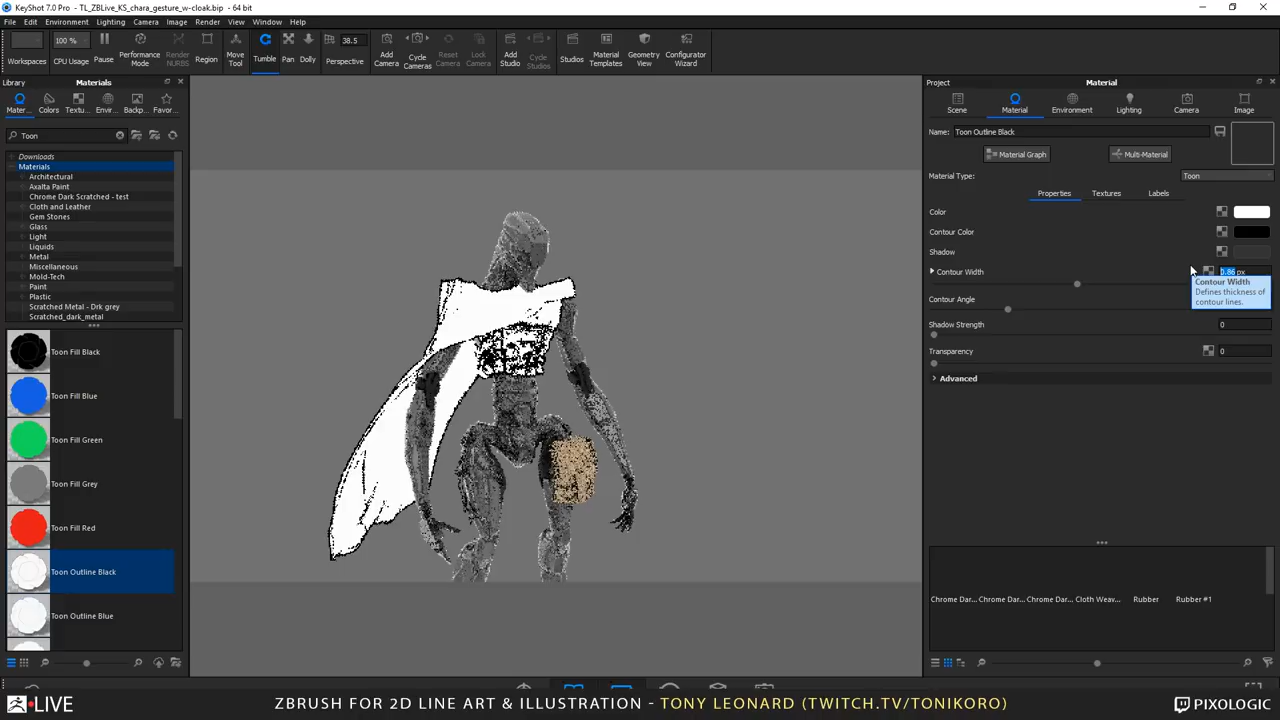 KeyShot 7.0 Pro - TL_ZBLive_KS_chara_gesture_w-cloak.bip - 64 bit
File Edit Environment Lighting Camera Image Render View Window Help
100 % 38.5
Workspaces CPU Usage Pause Performance Mode Render NURBS Region Move Tool Tumble Pan Dolly Perspective Add Camera Cycle Cameras Reset Camera Lock Camera Add Studio Cycle Studios Studios Material Templates Geometry View Configurator Wizard
Library Materials
Mater... Colors Textu... Envir... Backp... Favor...
Toon
Downloads
Materials
Architectural
Axalta Paint
Chrome Dark Scratched - test
Cloth and Leather
Gem Stones
Glass
Light
Liquids
Metal
Miscellaneous
Mold-Tech
Paint
Plastic
Scratched Metal - Drk grey
Scratched_dark_metal
Toon Fill Black
Toon Fill Blue
Toon Fill Green
Toon Fill Grey
Toon Fill Red
Toon Outline Black
Toon Outline Blue
Project Material
Scene Material Environment Lighting Camera Image
Name: Toon Outline Black
Material Graph Multi-Material
Material Type: Toon
Properties Textures Labels
Color
Contour Color
Shadow
Contour Width 0.86 px
Contour Width
Defines thickness of
contour lines.
Contour Angle
Shadow Strength 0
Transparency 0
Advanced
Chrome Dar... Chrome Dar... Chrome Dar... Cloth Weav... Rubber Rubber #1
LIVE ZBRUSH FOR 2D LINE ART & ILLUSTRATION - TONY LEONARD (TWITCH.TV/TONIKORO) PIXOLOGIC